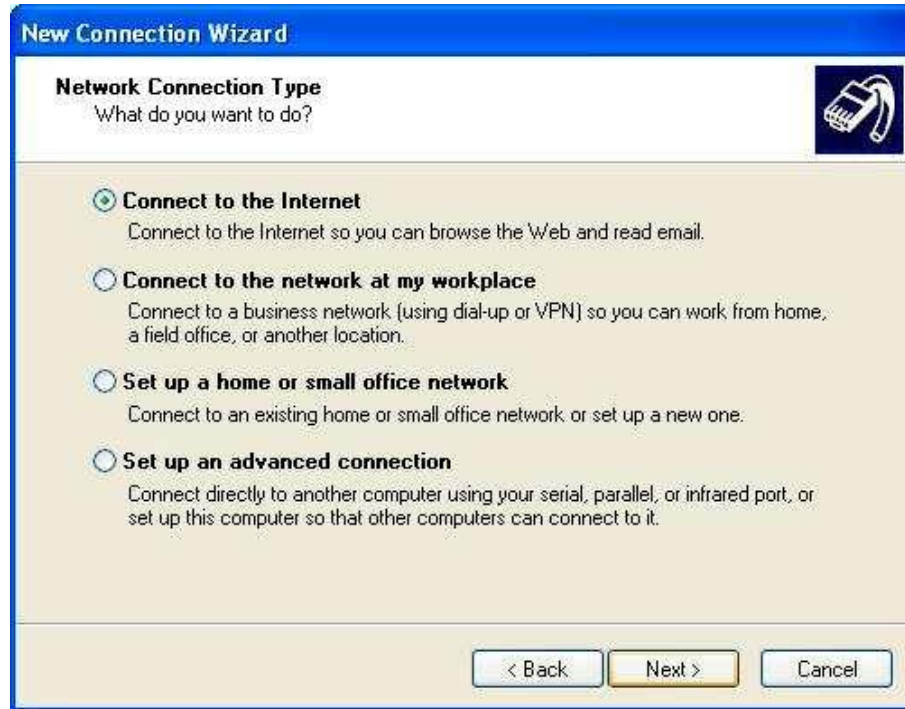 New Connection Wizard
Network Connection Type
What do you want to do?
Connect to the Internet
Connect to the Internet so you can browse the Web and read email.
Connect to the network at my workplace
Connect to a business network (using dial-up or VPN) so you can work from home,
a field office, or another location.
Set up a home or small office network
Connect to an existing home or small office network or set up a new one.
Set up an advanced connection
Connect directly to another computer using your serial, parallel, or infrared port, or
set up this computer so that other computers can connect to it.
< Back Next > Cancel